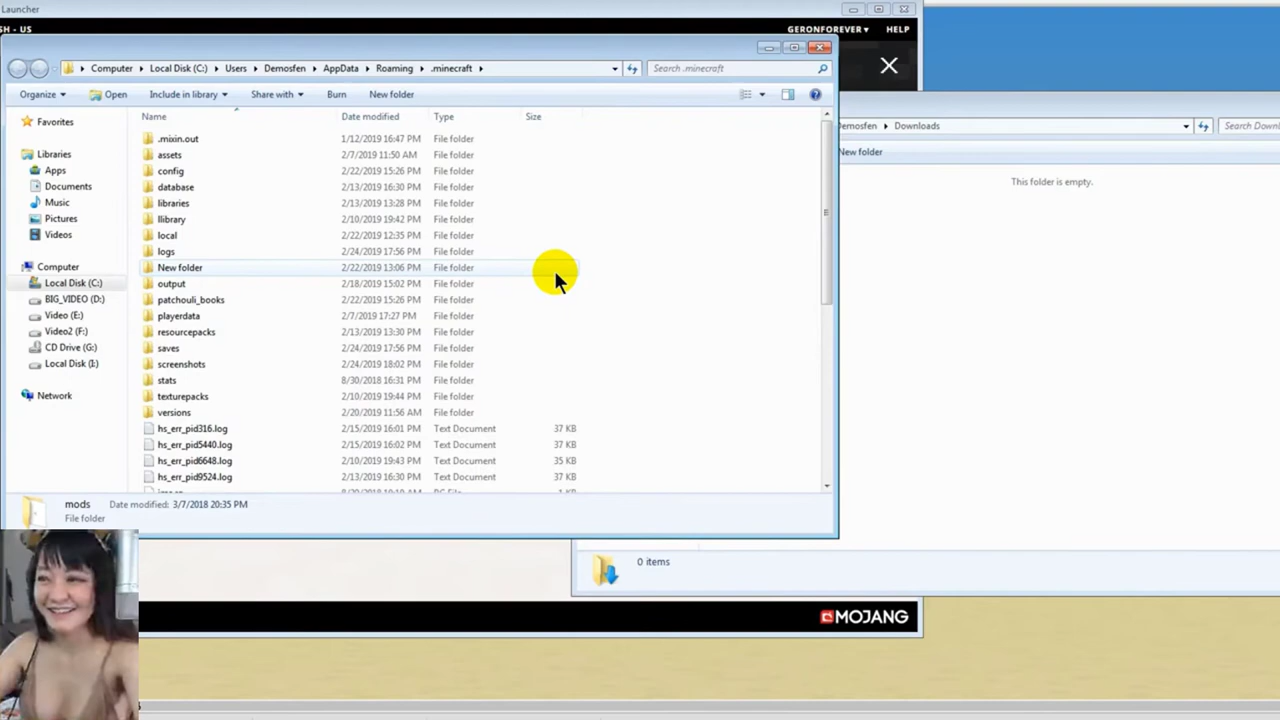 Launcher
SH - US GERONFOREVER▾ HELP
Computer Local Disk (C:) Users Demosfen AppData Roaming .minecraft Search .minecraft
Organize Open Include in library Share with Burn New folder
Name Date modified Type Size
Favorites
Libraries
Apps
Documents
Music
Pictures
Videos
Computer
Local Disk (C:)
BIG_VIDEO (D:)
Video (E:)
Video2 (F:)
CD Drive (G:)
Local Disk (I:)
Network
.mixin.out 1/12/2019 16:47 PM File folder
assets 2/7/2019 11:50 AM File folder
config 2/22/2019 15:26 PM File folder
database 2/13/2019 16:30 PM File folder
libraries 2/13/2019 13:28 PM File folder
llibrary 2/10/2019 19:42 PM File folder
local 2/22/2019 12:35 PM File folder
logs 2/24/2019 17:56 PM File folder
New folder 2/22/2019 13:06 PM File folder
output 2/18/2019 15:02 PM File folder
patchouli_books 2/22/2019 15:26 PM File folder
playerdata 2/7/2019 17:27 PM File folder
resourcepacks 2/13/2019 13:30 PM File folder
saves 2/24/2019 17:56 PM File folder
screenshots 2/24/2019 18:02 PM File folder
stats 8/30/2018 16:31 PM File folder
texturepacks 2/10/2019 19:44 PM File folder
versions 2/20/2019 11:56 AM File folder
hs_err_pid316.log 2/15/2019 16:01 PM Text Document 37 KB
hs_err_pid5440.log 2/15/2019 16:02 PM Text Document 37 KB
hs_err_pid6648.log 2/10/2019 19:43 PM Text Document 35 KB
hs_err_pid9524.log 2/13/2019 16:30 PM Text Document 37 KB
mods Date modified: 3/7/2018 20:35 PM
File folder
Demosfen Downloads Search Downl
New folder
This folder is empty.
0 items
MOJANG